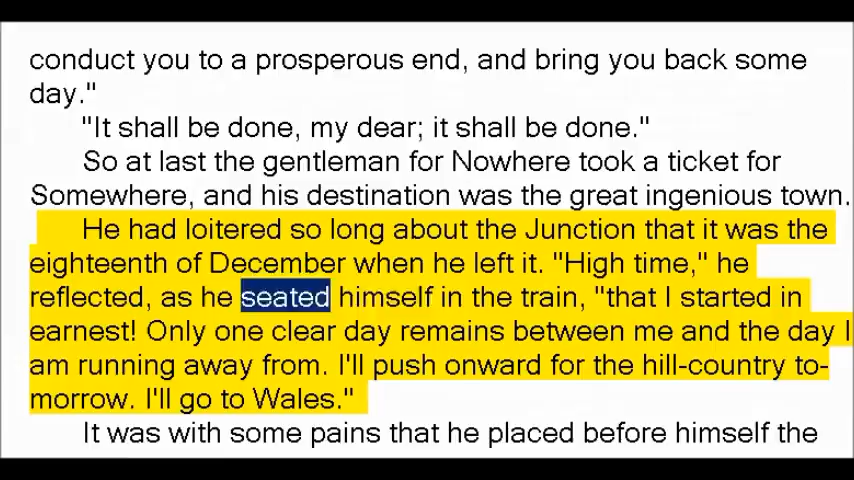 conduct you to a prosperous end, and bring you back some
day."
"It shall be done, my dear; it shall be done."
So at last the gentleman for Nowhere took a ticket for
Somewhere, and his destination was the great ingenious town.
He had loitered so long about the Junction that it was the
eighteenth of December when he left it. "High time," he
reflected, as he seated himself in the train, "that I started in
earnest! Only one clear day remains between me and the day I
am running away from. I'll push onward for the hill-country to-
morrow. I'll go to Wales."
It was with some pains that he placed before himself the